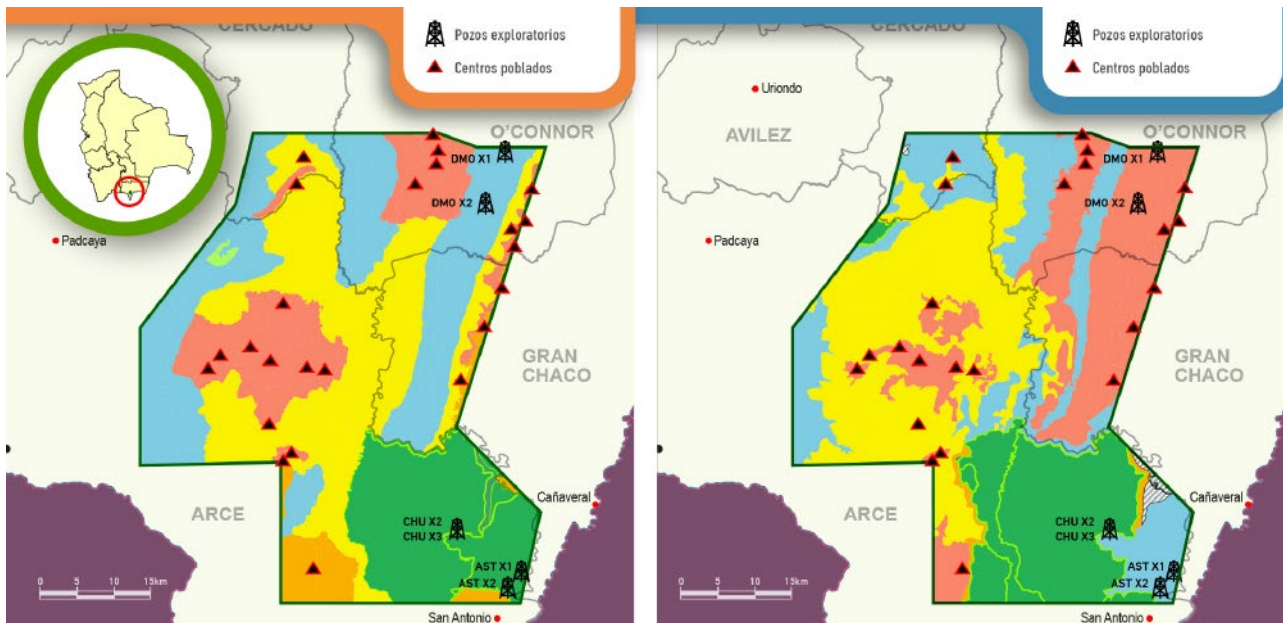 CERCADO
Pozos exploratorios
Centros poblados
O'CONNOR
DMO X1
DMO X2
Padcaya
GRAN
CHACO
ARCE
Cañaveral
CHU X2
CHU X3
AST X1
AST X2
0 5 10 15km
San Antonio
CERCADO
Pozos exploratorios
Centros poblados
Uriondo
AVILEZ
O'CONNOR
DMO X1
DMO X2
Padcaya
GRAN
CHACO
ARCE
Cañaveral
CHU X2
CHU X3
AST X1
AST X2
0 5 10 15km
San Antonio